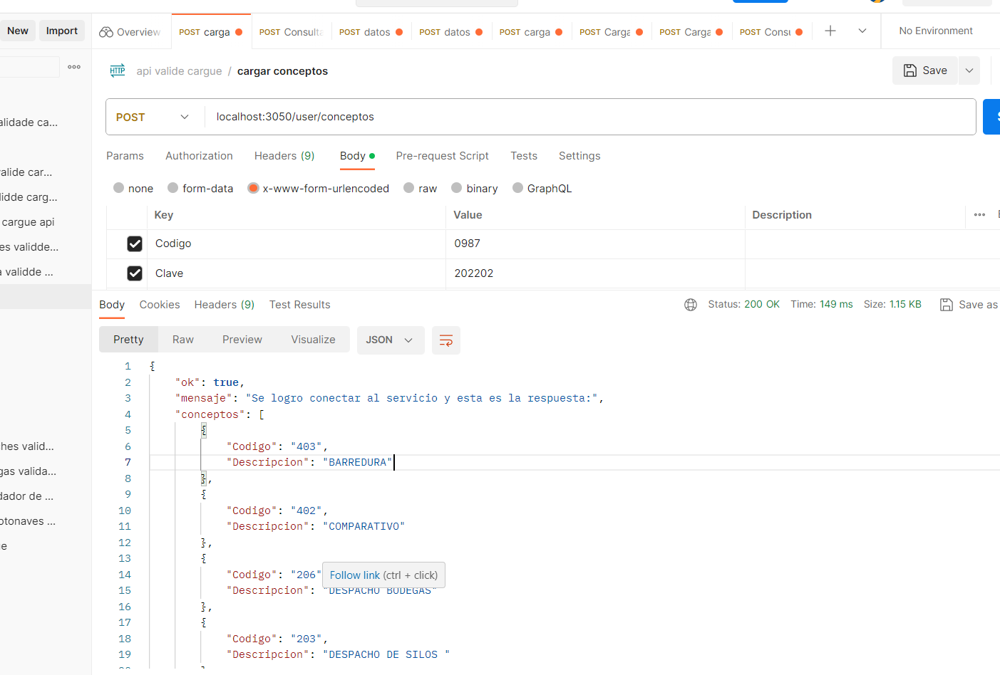 New
Import
Overview
POST carga
POST Consulta
POST datos
POST datos
POST carga
POST Carga
POST Carga
POST Consu
No Environment
HTTP
api valide cargue / cargar conceptos
Save
POST
localhost:3050/user/conceptos
alidade ca...
Params
Authorization
Headers (9)
Body
Pre-request Script
Tests
Settings
valide car...
none
form-data
x-www-form-urlencoded
raw
binary
GraphQL
lidde carg...
Key
Value
Description
cargue api
Codigo
0987
es validde...
Clave
202202
a validde ...
Body
Cookies
Headers (9)
Test Results
Status: 200 OK
Time: 149 ms
Size: 1.15 KB
Save as
Pretty
Raw
Preview
Visualize
JSON
1 {
2 "ok": true,
3 "mensaje": "Se logro conectar al servicio y esta es la respuesta:",
4 "conceptos": [
5 {
6 "Codigo": "403",
7 "Descripcion": "BARREDURA"
8 },
9 {
10 "Codigo": "402",
11 "Descripcion": "COMPARATIVO"
12 },
13 {
14 "Codigo": "206"
Follow link (ctrl + click)
15 "Descripcion": "DESPACHO BODEGAS"
16 },
17 {
18 "Codigo": "203",
19 "Descripcion": "DESPACHO DE SILOS "
ches valid...
gas valida...
dador de ...
otonaves ...
e